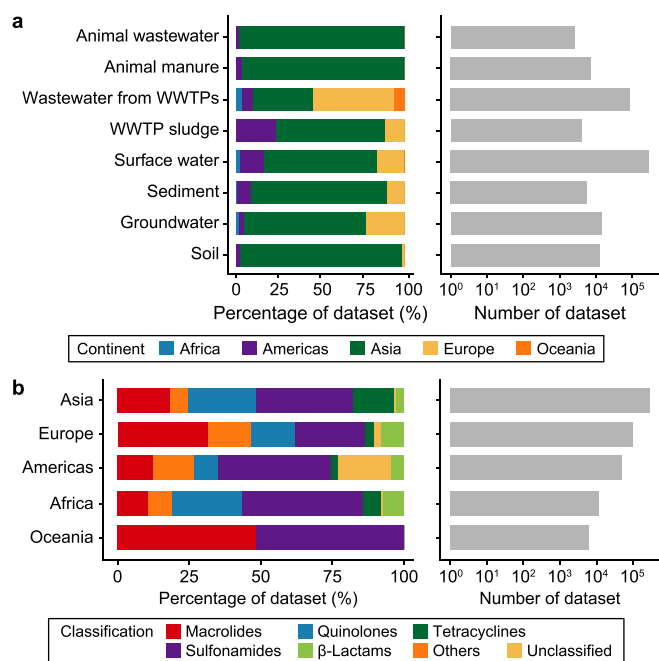 a
Animal wastewater
Animal manure
Wastewater from WWTPs
WWTP sludge
Surface water
Sediment
Groundwater
Soil
0 25 50 75 100
Percentage of dataset (%)
10⁰ 10¹ 10² 10³ 10⁴ 10⁵
Number of dataset
Continent Africa Americas Asia Europe Oceania
b
Asia
Europe
Americas
Africa
Oceania
0 25 50 75 100
Percentage of dataset (%)
10⁰ 10¹ 10² 10³ 10⁴ 10⁵
Number of dataset
Classification Macrolides Quinolones Tetracyclines
Sulfonamides β-Lactams Others Unclassified